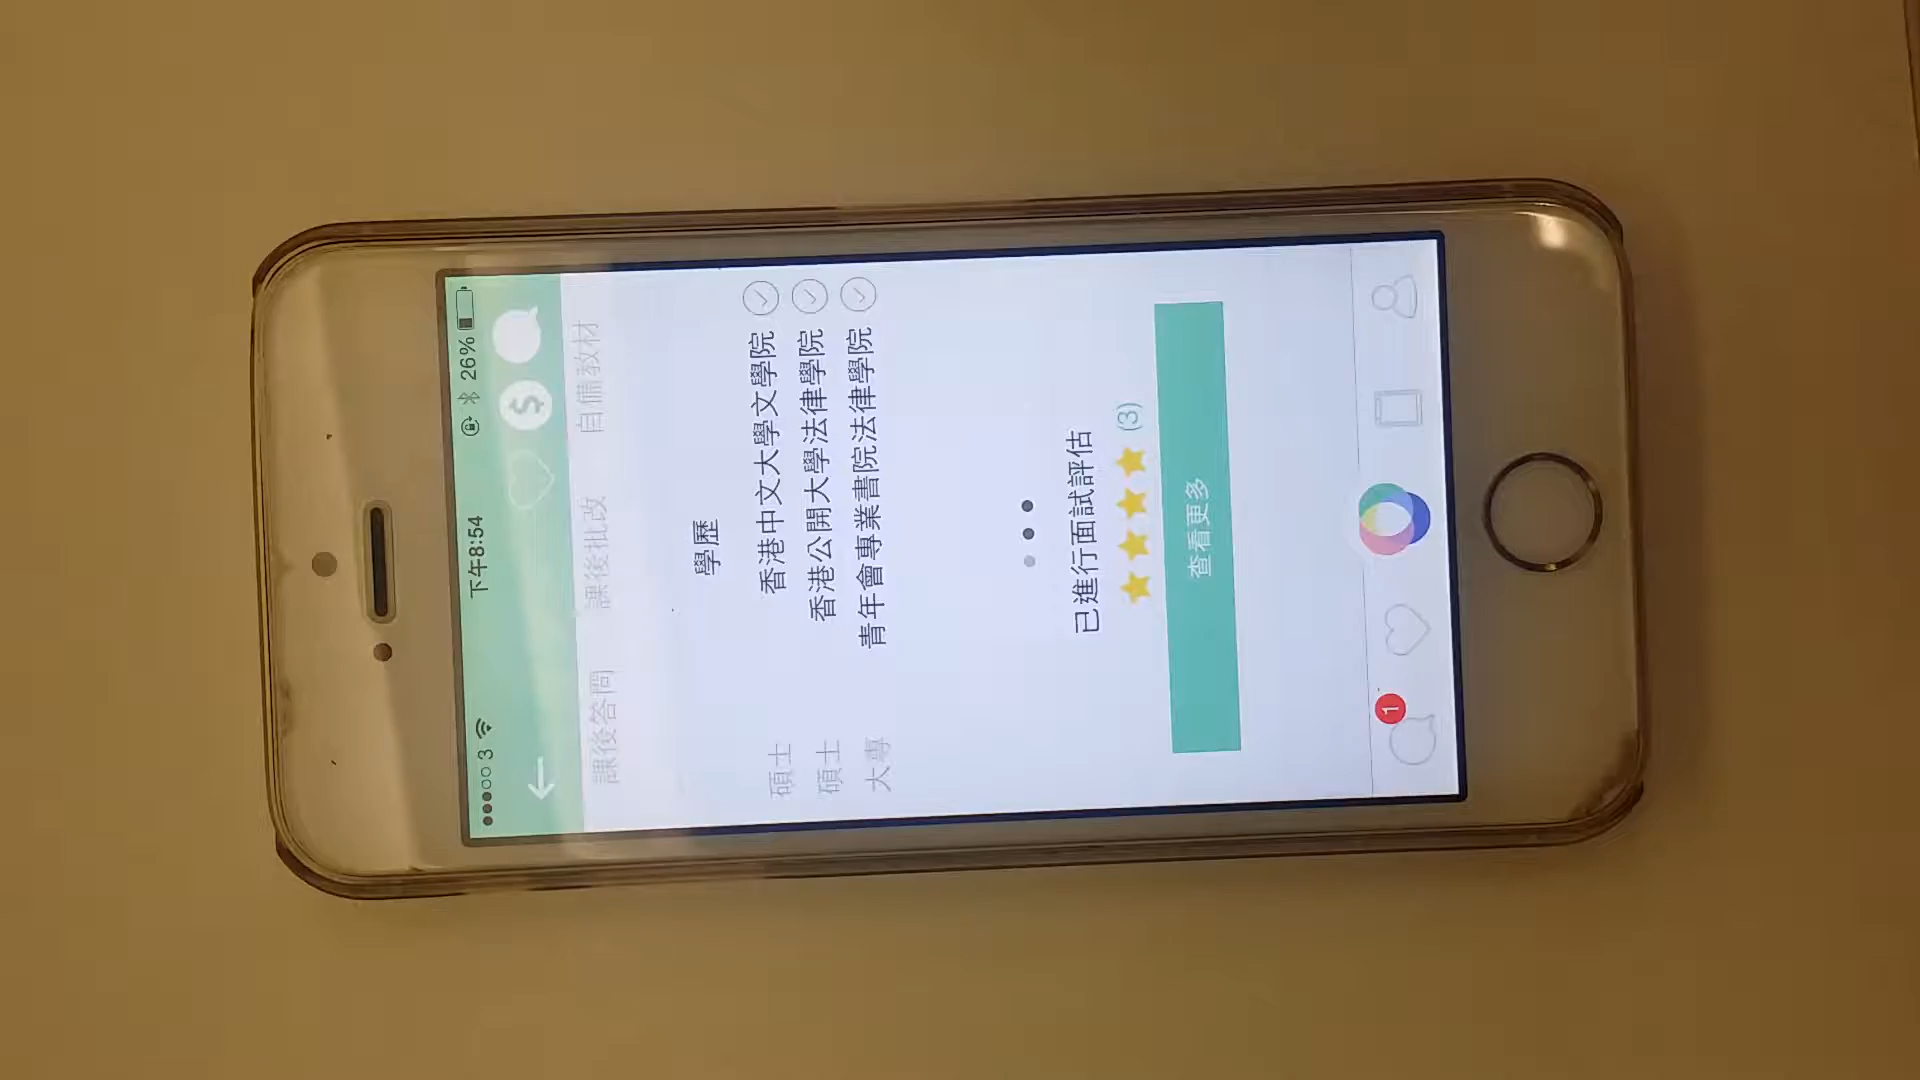 3 下午8:54 26%
$
課後答問 課後批改 自備教材
學歷
碩士 香港中文大學文學院
碩士 香港公開大學法律學院
大專 青年會專業書院法律學院
已進行面試評估
(3)
查看更多
1